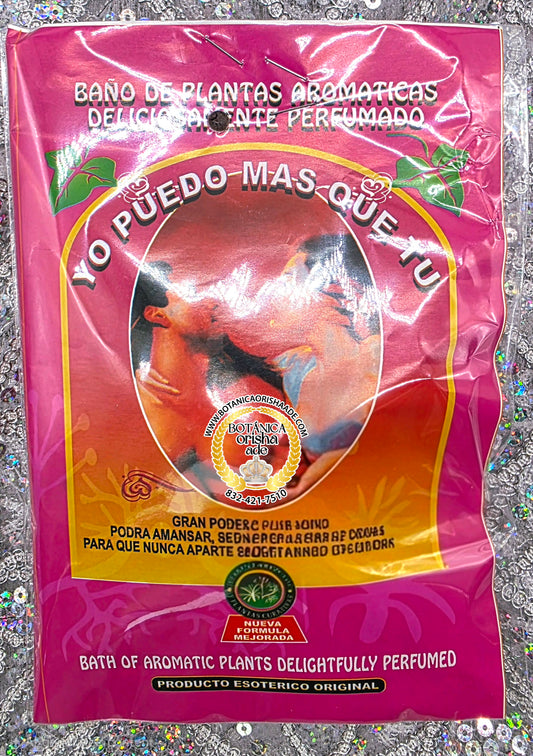 BAÑO DE PLANTAS AROMATICAS
DELICIOSAMENTE PERFUMADO
YO PUEDO MAS QUE TU
WWW.BOTANICAORISHAADE.COM
BOTÁNICA
orisha
ade
832-421-7510
GRAN
PODRA AMANSAR,
PARA QUE NUNCA APARTE
PLANTAS
NUEVA
FORMULA
MEJORADA
BATH OF AROMATIC PLANTS DELIGHTFULLY PERFUMED
PRODUCTO ESOTERICO ORIGINAL